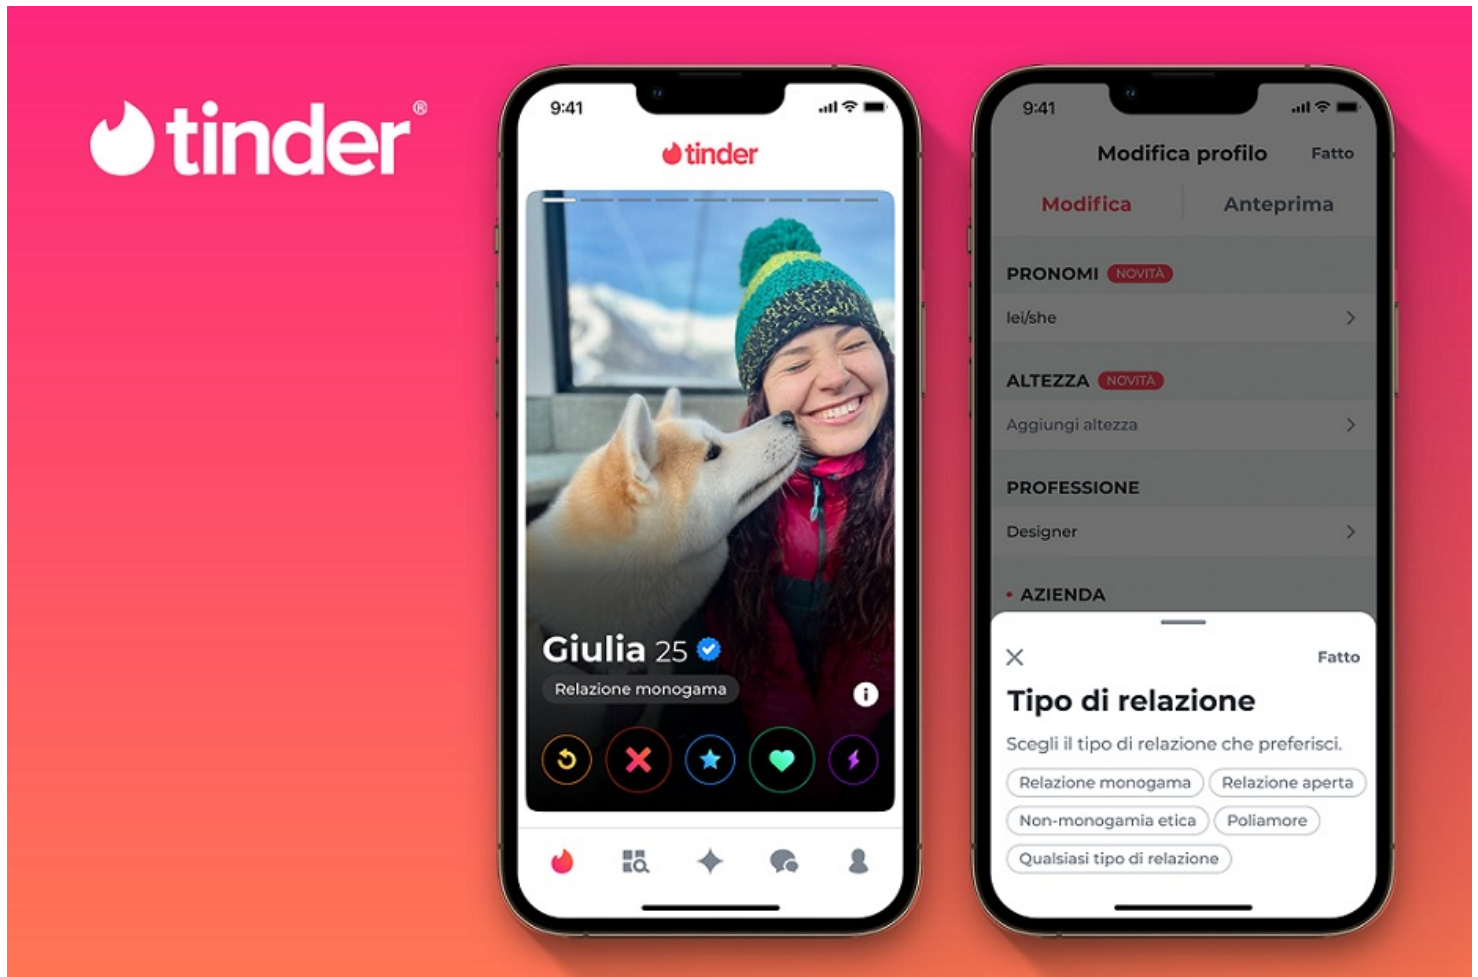 tinder®
9:41
tinder
Giulia 25
Relazione monogama
9:41
Modifica profilo Fatto
Modifica Anteprima
PRONOMI NOVITÀ
lei/she
ALTEZZA NOVITÀ
Aggiungi altezza
PROFESSIONE
Designer
• AZIENDA
Fatto
Tipo di relazione
Scegli il tipo di relazione che preferisci.
Relazione monogama Relazione aperta
Non-monogamia etica Poliamore
Qualsiasi tipo di relazione